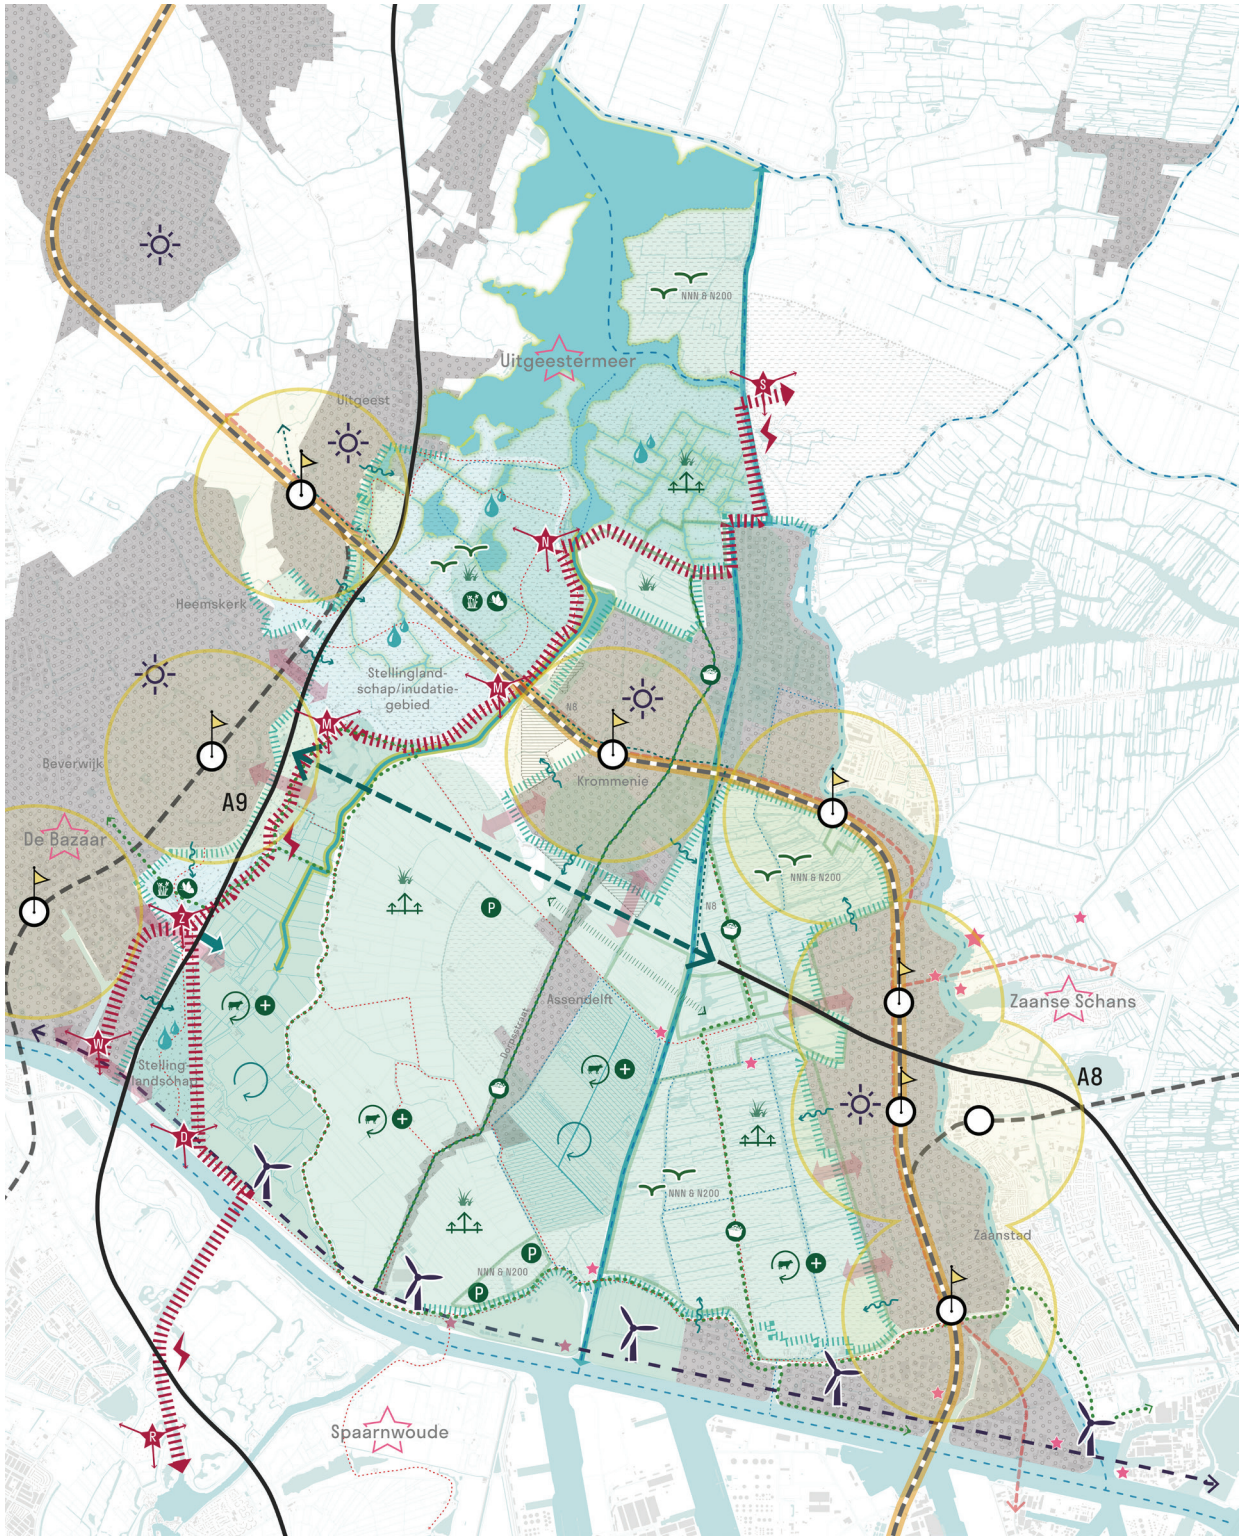 NNN & N200
Uitgeestermeer
S
Uitgeest
N
Heemskerk
Stellingland-
schap/inudatie-
gebied
M
M
N8
Beverwijk
Krommenie
A9
De Bazaar
NNN & N200
Z
P
N8
Assendelft
Zaanse Schans
Dorpsstraat
W
Stelling
landschap
A8
D
NNN & N200
Zaanstad
P
NNN & N200
P
R
Spaarnwoude